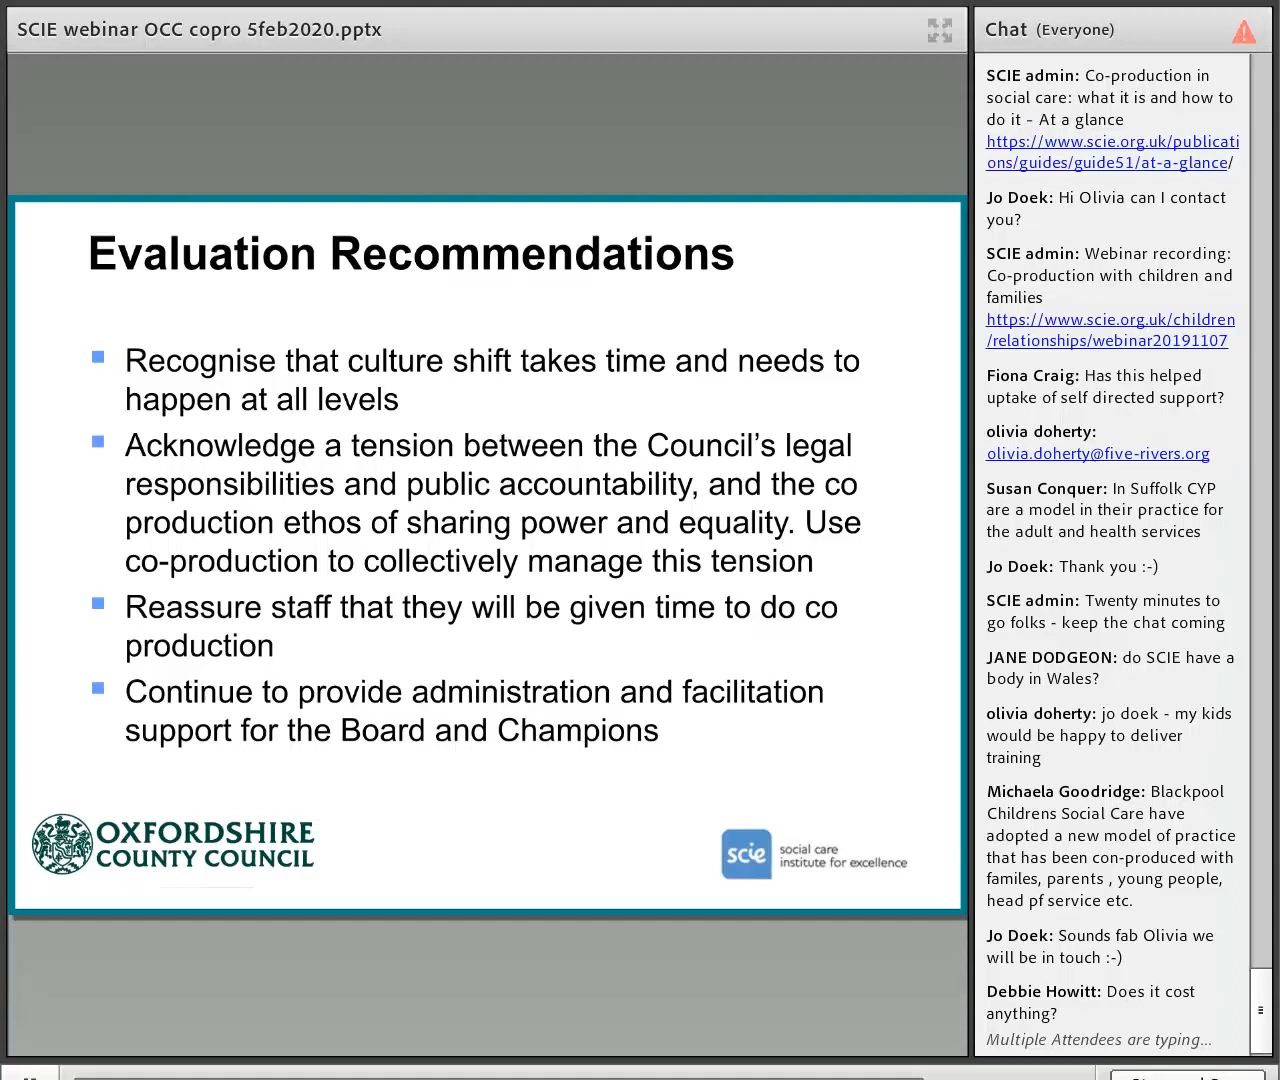 SCIE webinar OCC copro 5feb2020.pptx
Evaluation Recommendations
Recognise that culture shift takes time and needs to
happen at all levels
Acknowledge a tension between the Council’s legal
responsibilities and public accountability, and the co
production ethos of sharing power and equality. Use
co-production to collectively manage this tension
Reassure staff that they will be given time to do co
production
Continue to provide administration and facilitation
support for the Board and Champions
OXFORDSHIRE
COUNTY COUNCIL
scie
social care
institute for excellence
Chat (Everyone)
SCIE admin: Co-production in
social care: what it is and how to
do it - At a glance
https://www.scie.org.uk/publicati
ons/guides/guide51/at-a-glance/
Jo Doek: Hi Olivia can I contact
you?
SCIE admin: Webinar recording:
Co-production with children and
families
https://www.scie.org.uk/children
/relationships/webinar20191107
Fiona Craig: Has this helped
uptake of self directed support?
olivia doherty:
olivia.doherty@five-rivers.org
Susan Conquer: In Suffolk CYP
are a model in their practice for
the adult and health services
Jo Doek: Thank you :-)
SCIE admin: Twenty minutes to
go folks - keep the chat coming
JANE DODGEON: do SCIE have a
body in Wales?
olivia doherty: jo doek - my kids
would be happy to deliver
training
Michaela Goodridge: Blackpool
Childrens Social Care have
adopted a new model of practice
that has been con-produced with
familes, parents , young people,
head pf service etc.
Jo Doek: Sounds fab Olivia we
will be in touch :-)
Debbie Howitt: Does it cost
anything?
Multiple Attendees are typing...